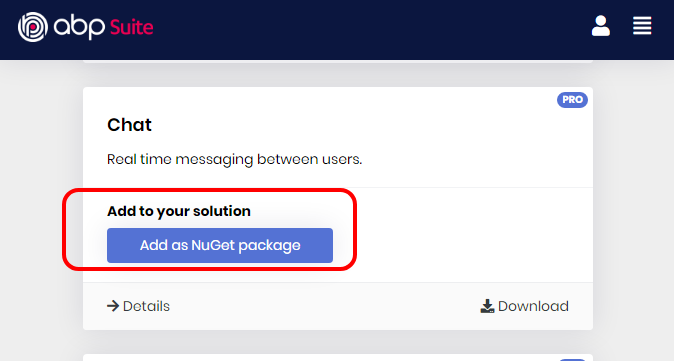 abp Suite
PRO
Chat
Real time messaging between users.
Add to your solution
Add as NuGet package
Details
Download